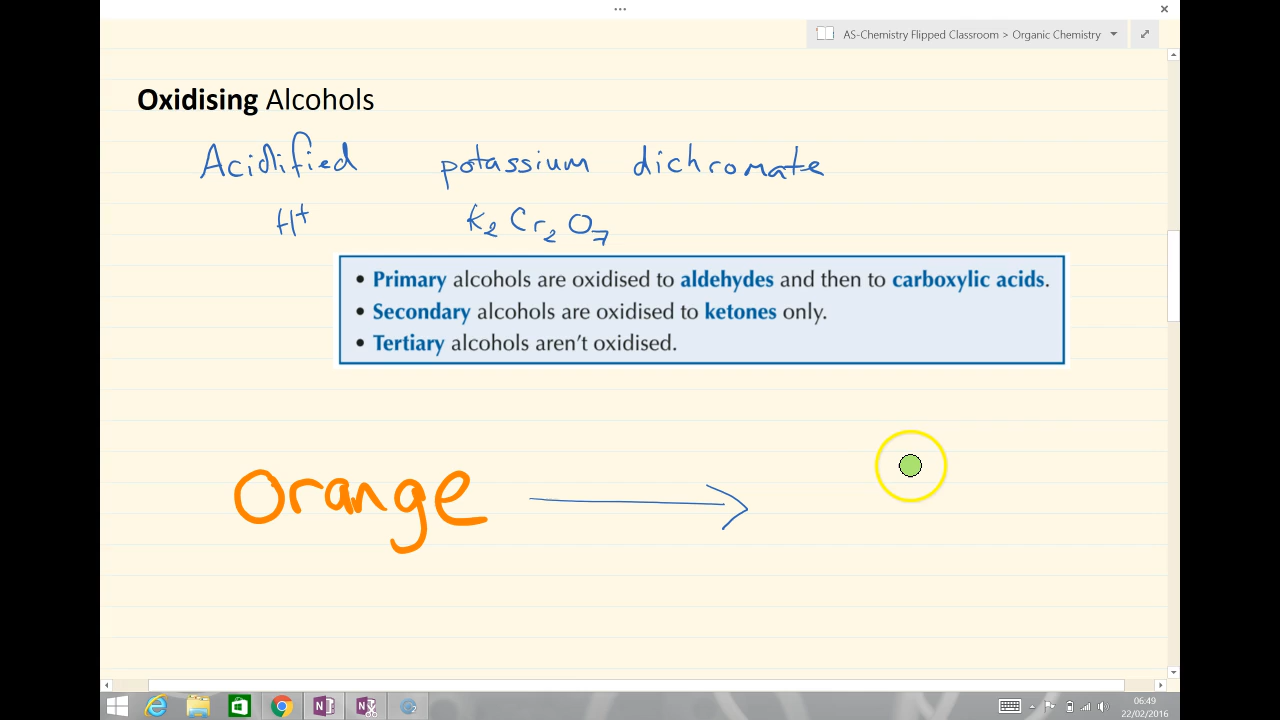 AS-Chemistry Flipped Classroom > Organic Chemistry
Oxidising Alcohols
Acidified potassium dichromate
H⁺ K₂Cr₂O₇
• Primary alcohols are oxidised to aldehydes and then to carboxylic acids.
• Secondary alcohols are oxidised to ketones only.
• Tertiary alcohols aren't oxidised.
Orange
06:49
22/02/2016